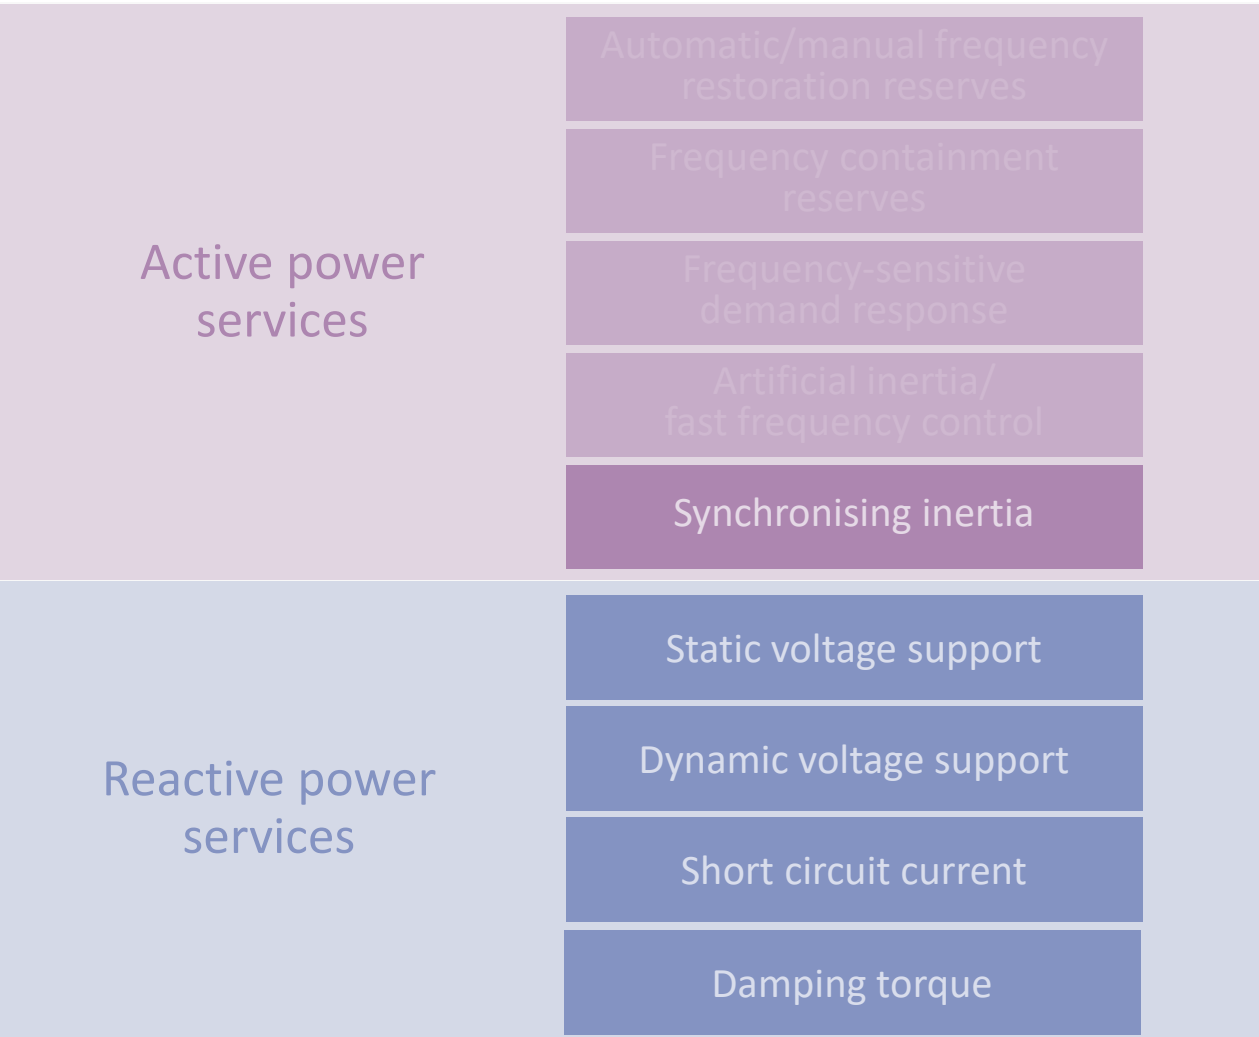 Active power
services
Automatic/manual frequency
restoration reserves
Frequency containment
reserves
Frequency-sensitive
demand response
Artificial inertia/
fast frequency control
Synchronising inertia
Reactive power
services
Static voltage support
Dynamic voltage support
Short circuit current
Damping torque